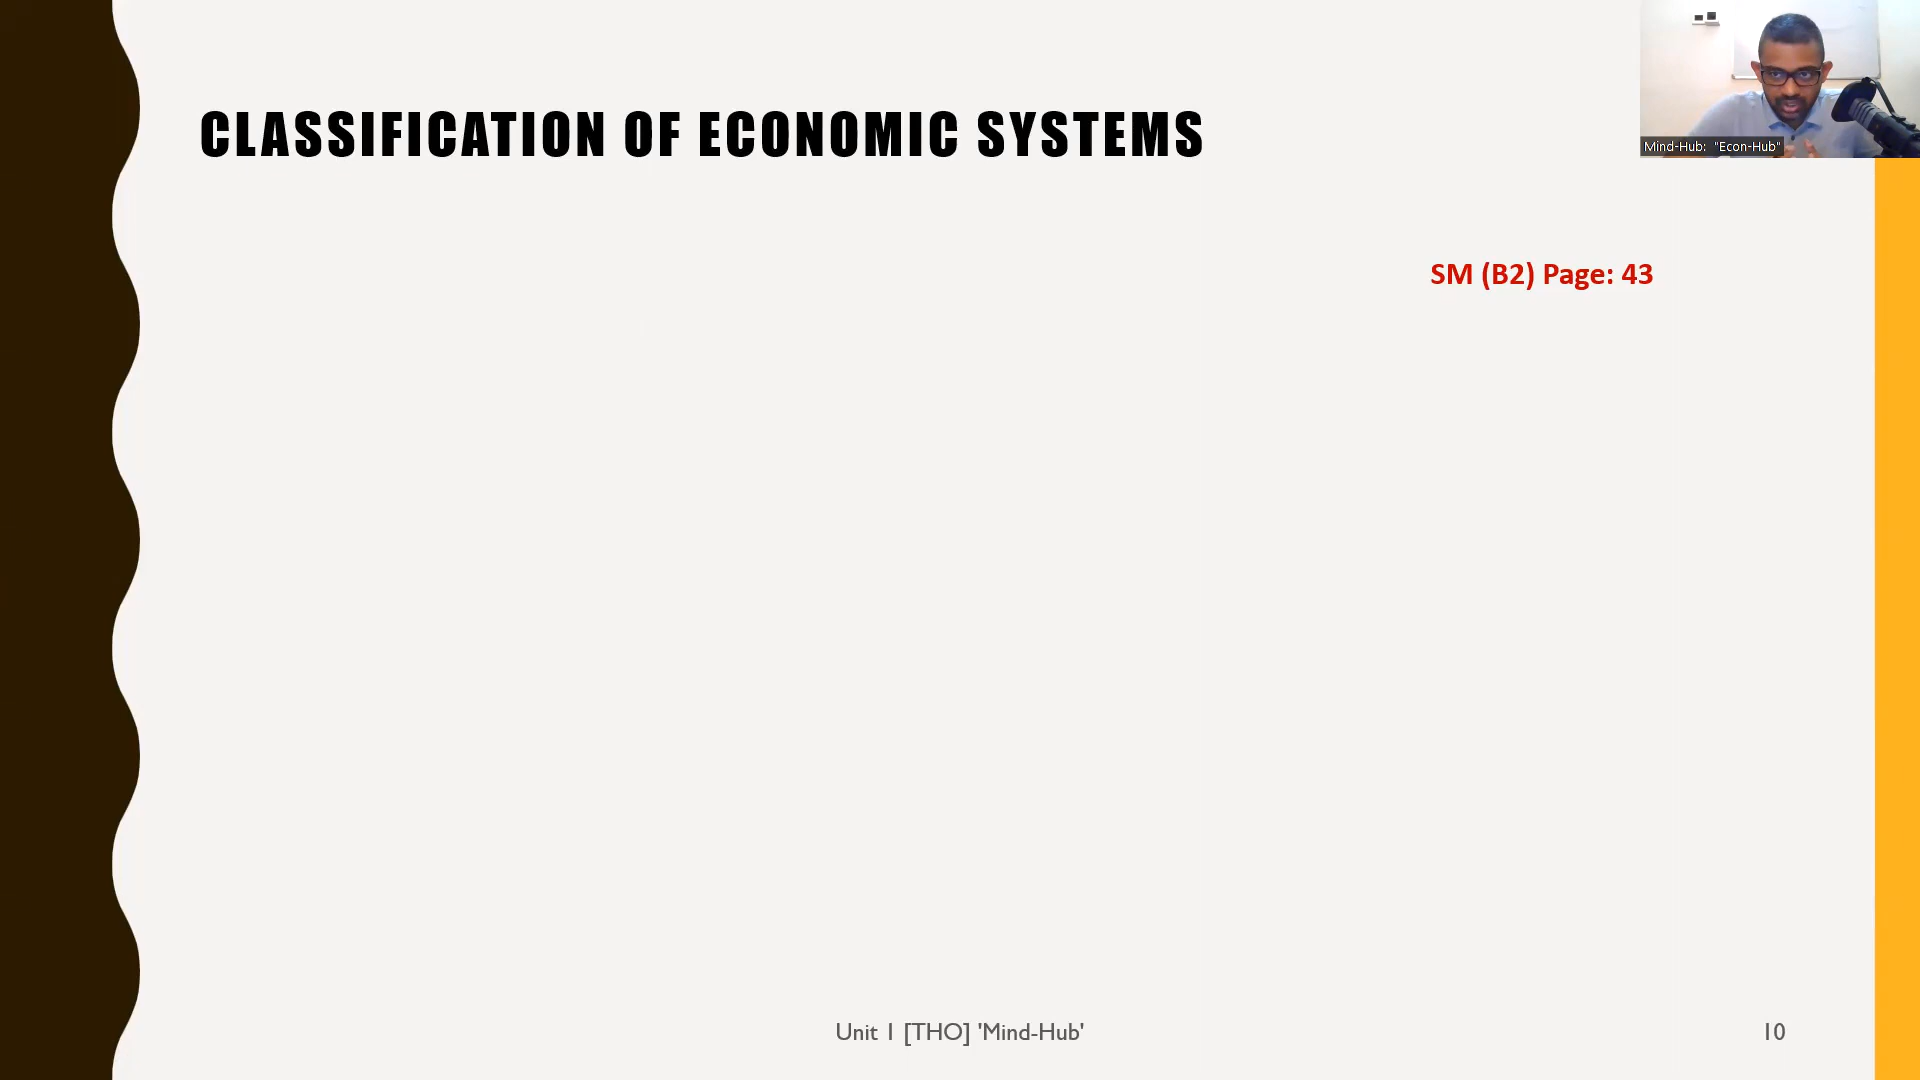 CLASSIFICATION OF ECONOMIC SYSTEMS
Mind-Hub: "Econ-Hub"
SM (B2) Page: 43
Unit 1 [THO] 'Mind-Hub'
10